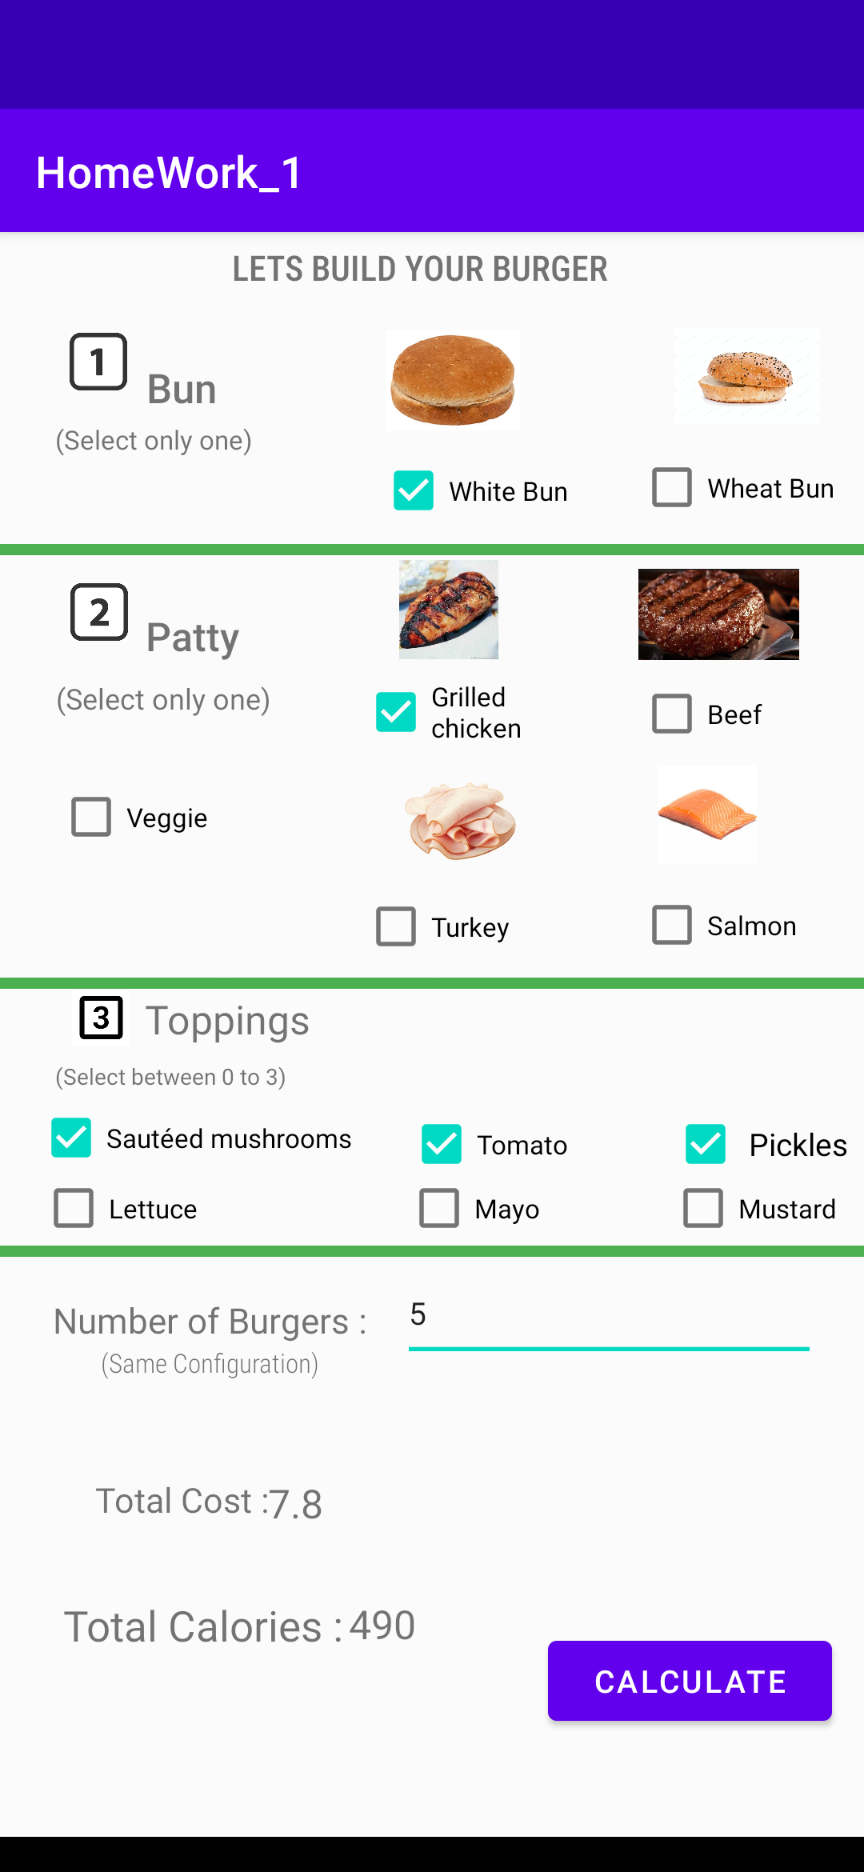 HomeWork_1
LETS BUILD YOUR BURGER
1
Bun
(Select only one)
White Bun
Wheat Bun
2
Patty
(Select only one)
Grilled
chicken
Beef
Veggie
Turkey
Salmon
3 Toppings
(Select between 0 to 3)
Sautéed mushrooms
Tomato
Pickles
Lettuce
Mayo
Mustard
Number of Burgers : 5
(Same Configuration)
Total Cost :7.8
Total Calories : 490
CALCULATE